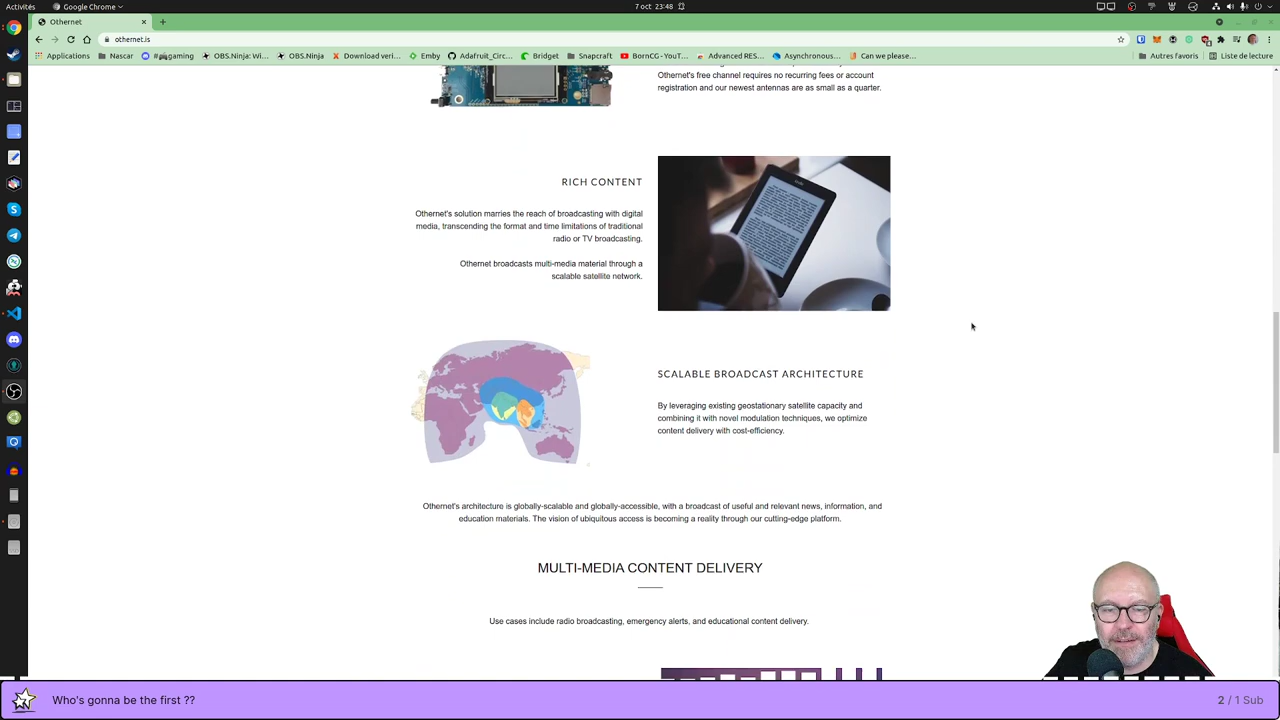 Activités
Google Chrome
7 oct 23:48
Othernet
othernet.is
Applications
Nascar
#🎮gaming
OBS.Ninja: Wi...
OBS.Ninja
Download veri...
Emby
Adafruit_Circ...
Bridget
Snapcraft
BornCG - YouT...
Advanced RES...
Asynchronous...
Can we please...
Autres favoris
Liste de lecture
Othernet's free channel requires no recurring fees or account
registration and our newest antennas are as small as a quarter.
RICH CONTENT
Othernet's solution marries the reach of broadcasting with digital
media, transcending the format and time limitations of traditional
radio or TV broadcasting.
Othernet broadcasts multi-media material through a
scalable satellite network.
SCALABLE BROADCAST ARCHITECTURE
By leveraging existing geostationary satellite capacity and
combining it with novel modulation techniques, we optimize
content delivery with cost-efficiency.
Othernet's architecture is globally-scalable and globally-accessible, with a broadcast of useful and relevant news, information, and
education materials. The vision of ubiquitous access is becoming a reality through our cutting-edge platform.
MULTI-MEDIA CONTENT DELIVERY
Use cases include radio broadcasting, emergency alerts, and educational content delivery.
Who's gonna be the first ??
2 / 1 Sub